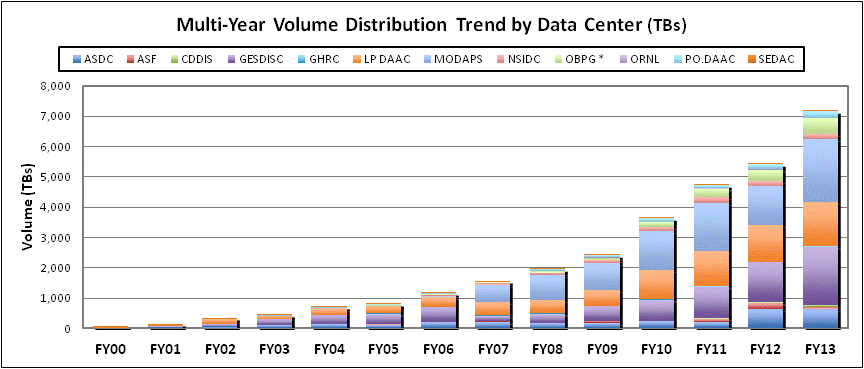 Multi-Year Volume Distribution Trend by Data Center (TBs)
ASDC ASF CDDIS GESDISC GHRC LP DAAC MODAPS NSIDC OBPG * ORNL PO.DAAC SEDAC
8,000
7,000
6,000
5,000
4,000
3,000
2,000
1,000
0
Volume (TBs)
FY00 FY01 FY02 FY03 FY04 FY05 FY06 FY07 FY08 FY09 FY10 FY11 FY12 FY13